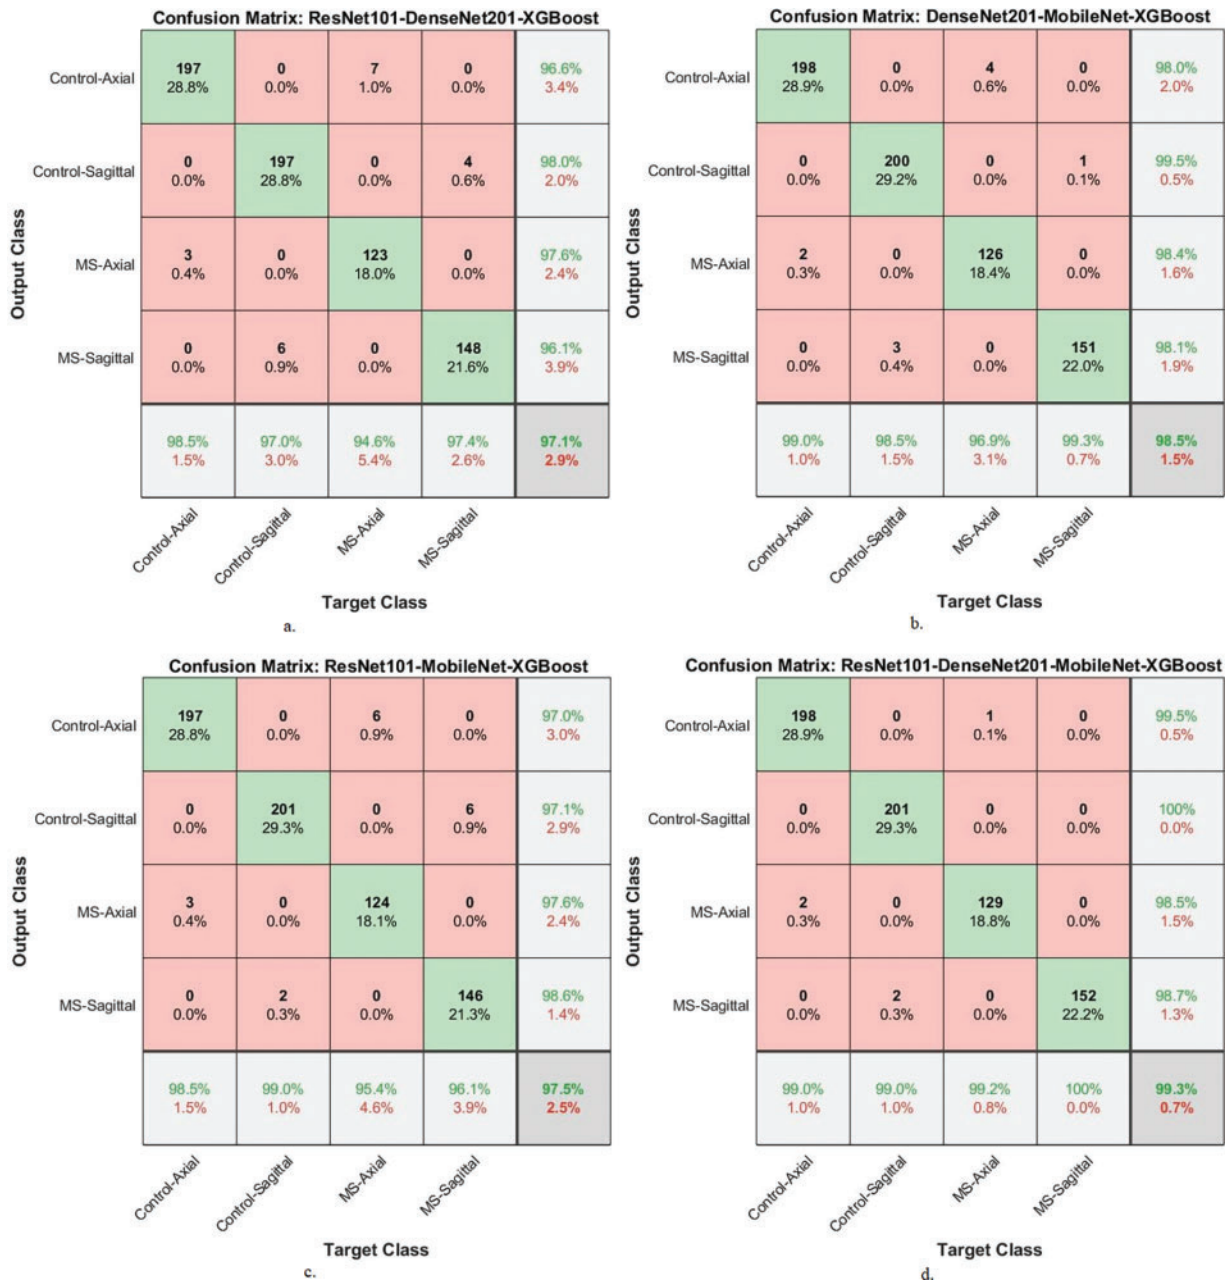 Confusion Matrix: ResNet101-DenseNet201-XGBoost
Control-Axial 197 0 7 0 96.6%
28.8% 0.0% 1.0% 0.0% 3.4%
Control-Sagittal 0 197 0 4 98.0%
0.0% 28.8% 0.0% 0.6% 2.0%
MS-Axial 3 0 123 0 97.6%
0.4% 0.0% 18.0% 0.0% 2.4%
MS-Sagittal 0 6 0 148 96.1%
0.0% 0.9% 0.0% 21.6% 3.9%
98.5% 97.0% 94.6% 97.4% 97.1%
1.5% 3.0% 5.4% 2.6% 2.9%
Output Class
Control-Axial Control-Sagittal MS-Axial MS-Sagittal
Target Class
a.
Confusion Matrix: DenseNet201-MobileNet-XGBoost
Control-Axial 198 0 4 0 98.0%
28.9% 0.0% 0.6% 0.0% 2.0%
Control-Sagittal 0 200 0 1 99.5%
0.0% 29.2% 0.0% 0.1% 0.5%
MS-Axial 2 0 126 0 98.4%
0.3% 0.0% 18.4% 0.0% 1.6%
MS-Sagittal 0 3 0 151 98.1%
0.0% 0.4% 0.0% 22.0% 1.9%
99.0% 98.5% 96.9% 99.3% 98.5%
1.0% 1.5% 3.1% 0.7% 1.5%
Output Class
Control-Axial Control-Sagittal MS-Axial MS-Sagittal
Target Class
b.
Confusion Matrix: ResNet101-MobileNet-XGBoost
Control-Axial 197 0 6 0 97.0%
28.8% 0.0% 0.9% 0.0% 3.0%
Control-Sagittal 0 201 0 6 97.1%
0.0% 29.3% 0.0% 0.9% 2.9%
MS-Axial 3 0 124 0 97.6%
0.4% 0.0% 18.1% 0.0% 2.4%
MS-Sagittal 0 2 0 146 98.6%
0.0% 0.3% 0.0% 21.3% 1.4%
98.5% 99.0% 95.4% 96.1% 97.5%
1.5% 1.0% 4.6% 3.9% 2.5%
Output Class
Control-Axial Control-Sagittal MS-Axial MS-Sagittal
Target Class
c.
Confusion Matrix: ResNet101-DenseNet201-MobileNet-XGBoost
Control-Axial 198 0 1 0 99.5%
28.9% 0.0% 0.1% 0.0% 0.5%
Control-Sagittal 0 201 0 0 100%
0.0% 29.3% 0.0% 0.0% 0.0%
MS-Axial 2 0 129 0 98.5%
0.3% 0.0% 18.8% 0.0% 1.5%
MS-Sagittal 0 2 0 152 98.7%
0.0% 0.3% 0.0% 22.2% 1.3%
99.0% 99.0% 99.2% 100% 99.3%
1.0% 1.0% 0.8% 0.0% 0.7%
Output Class
Control-Axial Control-Sagittal MS-Axial MS-Sagittal
Target Class
d.